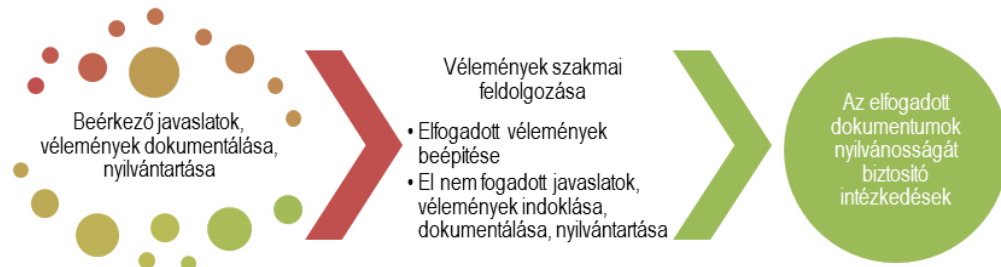 Beérkező javaslatok,
vélemények dokumentálása,
nyilvántartása
Vélemények szakmai
feldolgozása
• Elfogadott vélemények
beépítése
• El nem fogadott javaslatok,
vélemények indoklása,
dokumentálása, nyilvántartása
Az elfogadott
dokumentumok
nyilvánosságát
biztosító
intézkedések